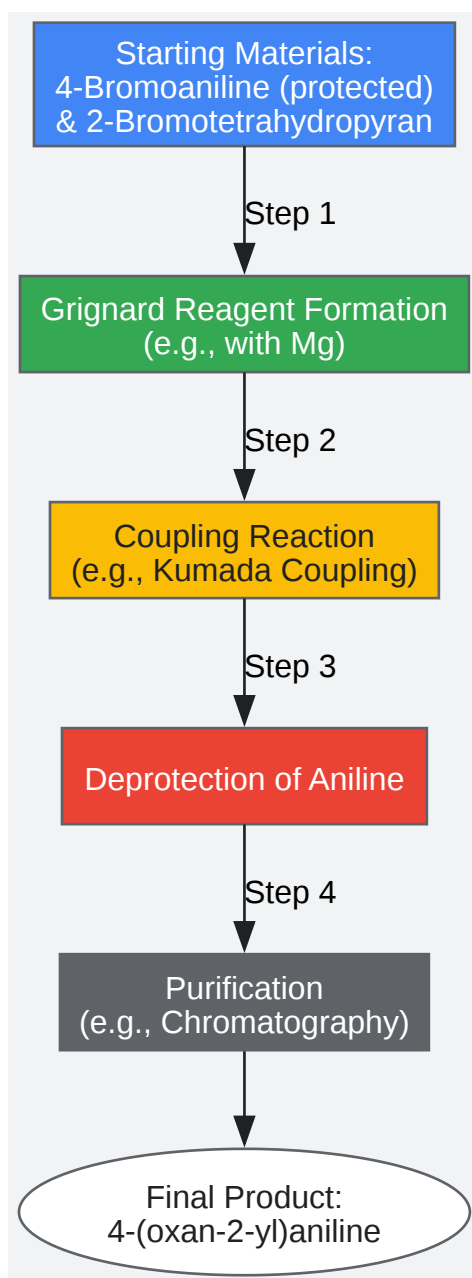 Starting Materials:
4-Bromoaniline (protected)
& 2-Bromotetrahydropyran
Step 1
Grignard Reagent Formation
(e.g., with Mg)
Step 2
Coupling Reaction
(e.g., Kumada Coupling)
Step 3
Deprotection of Aniline
Step 4
Purification
(e.g., Chromatography)
Final Product:
4-(oxan-2-yl)aniline